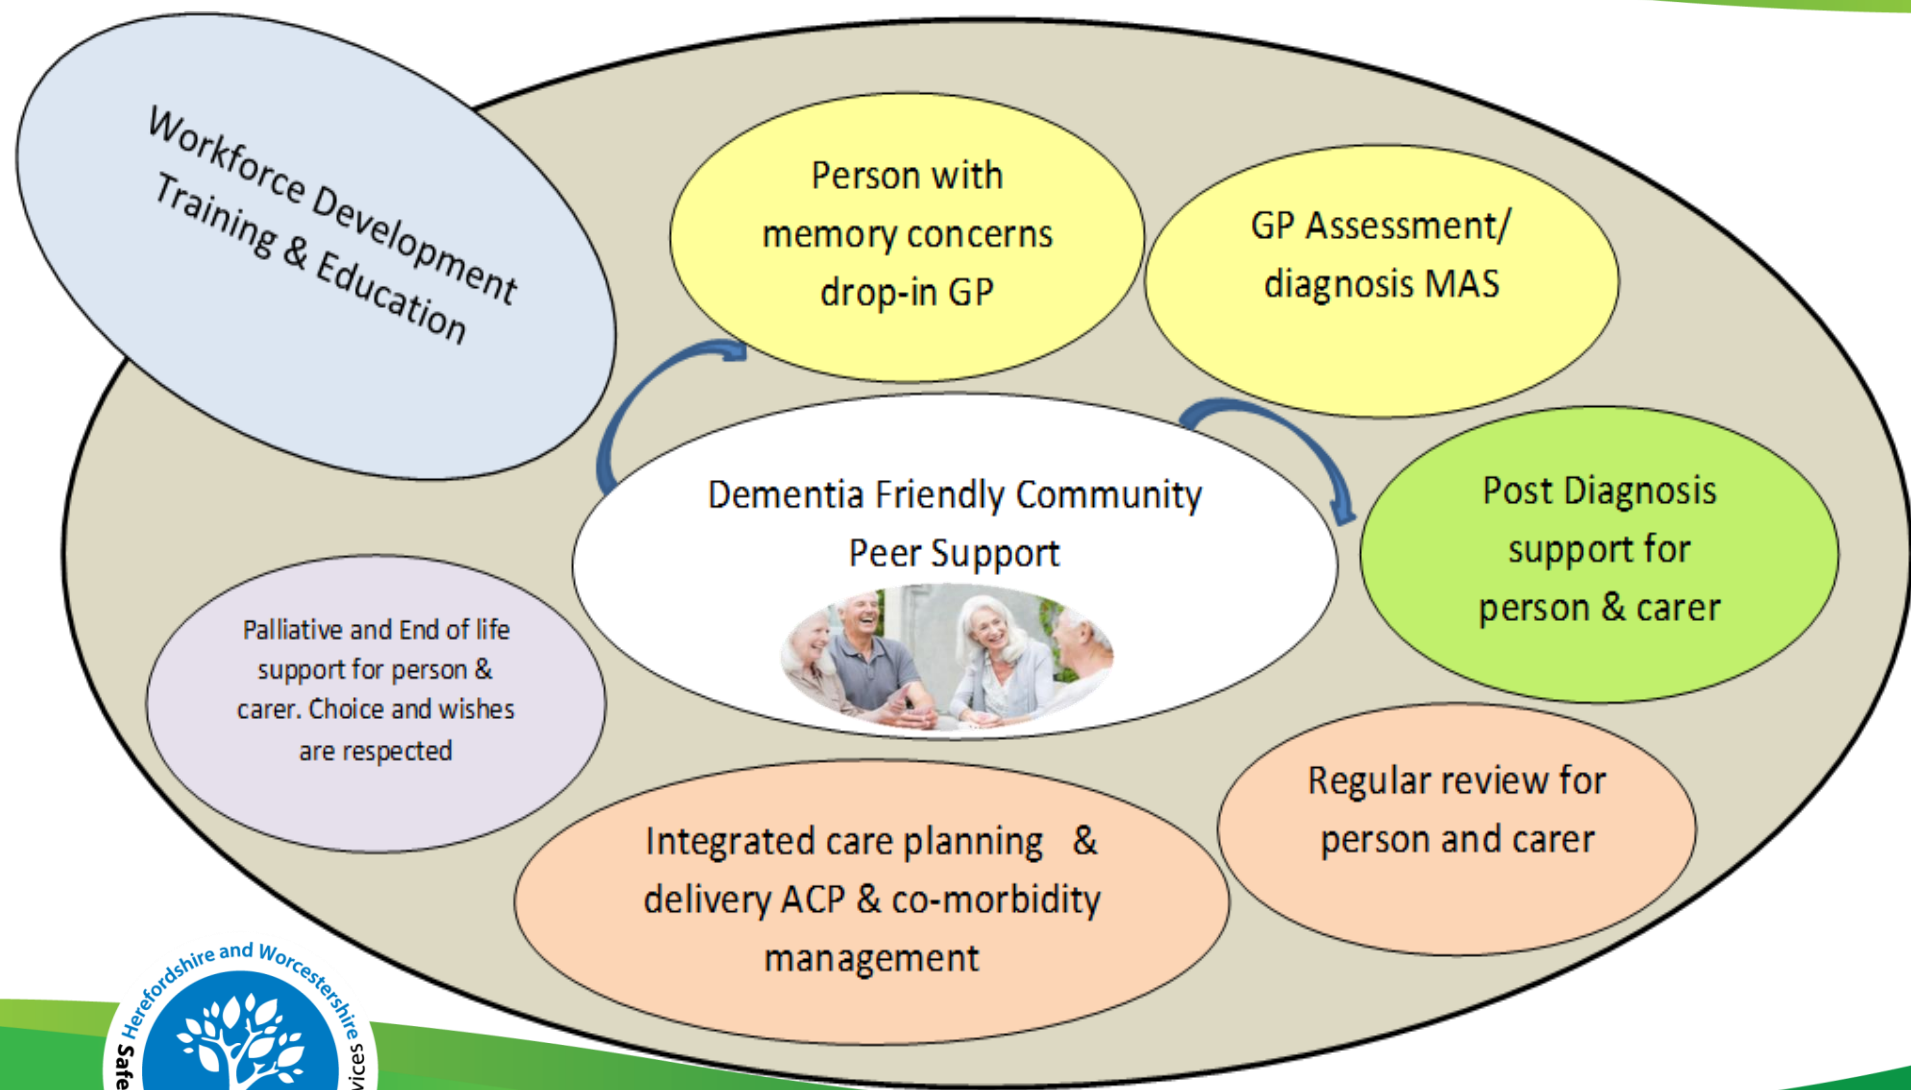 Workforce Development
Training & Education
Person with
memory concerns
drop-in GP
GP Assessment/
diagnosis MAS
Dementia Friendly Community
Peer Support
Post Diagnosis
support for
person & carer
Palliative and End of life
support for person &
carer. Choice and wishes
are respected
Regular review for
person and carer
Integrated care planning & 
delivery ACP & co-morbidity
management
Herefordshire and Worcestershire